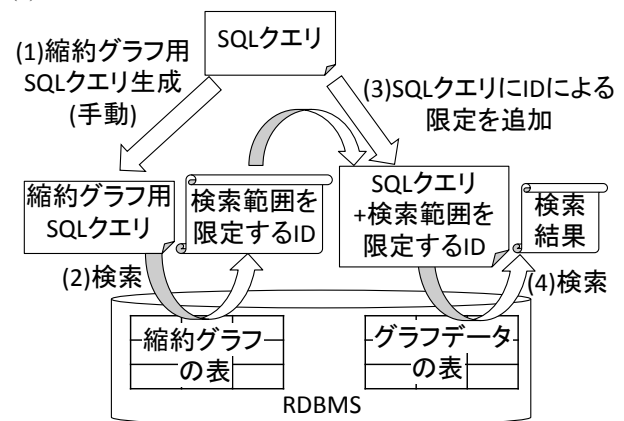 SQLクエリ
(1)縮約グラフ用
SQLクエリ生成
(手動)
(3)SQLクエリにIDによる
限定を追加
縮約グラフ用
SQLクエリ
検索範囲を
限定するID
SQLクエリ
+検索範囲を
限定するID
検索
結果
(2)検索
(4)検索
縮約グラフ
の表
グラフデータ
の表
RDBMS